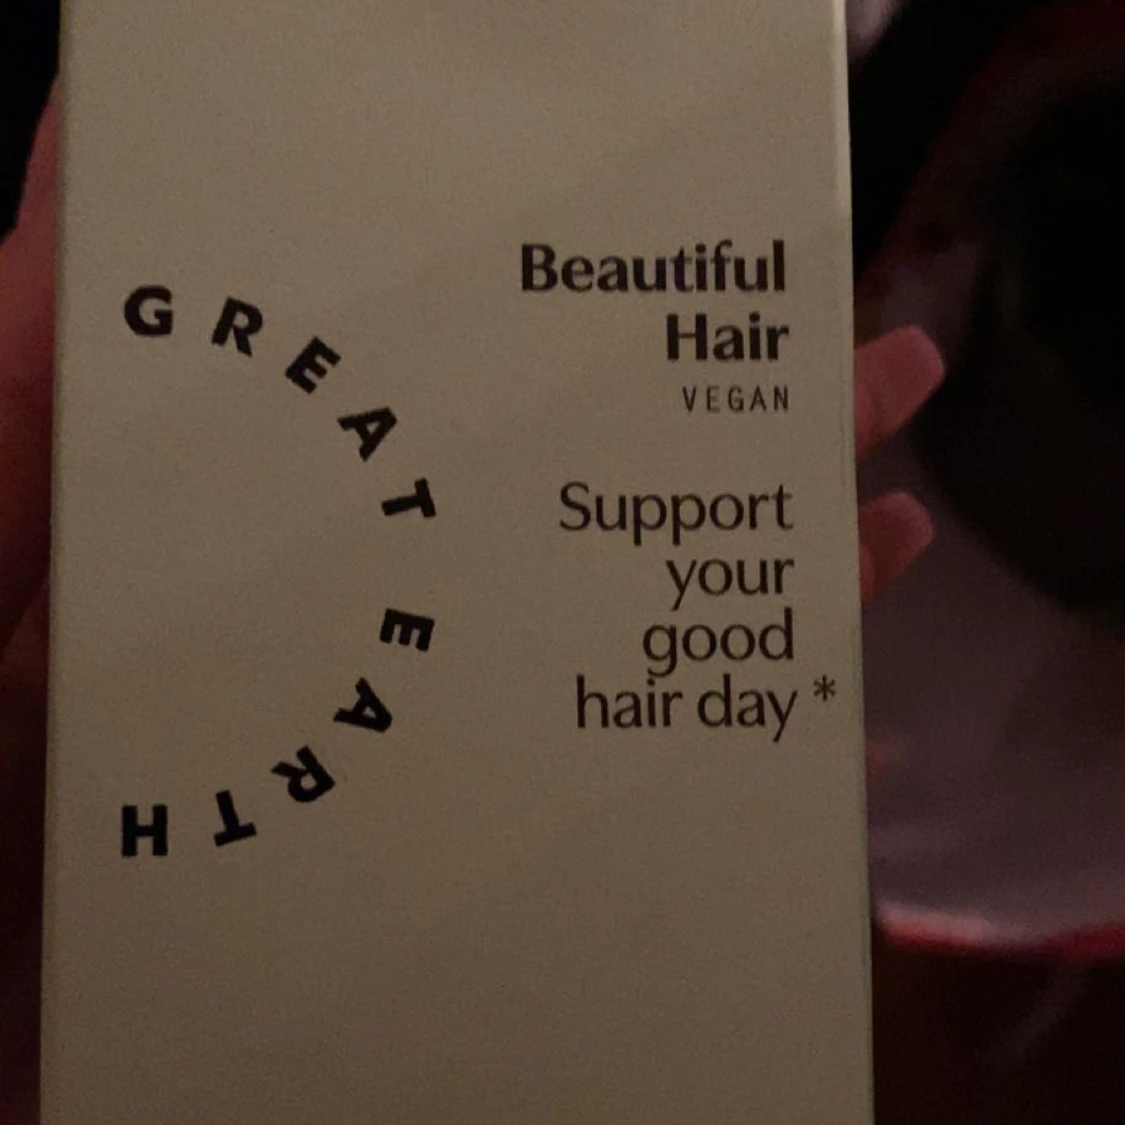 GREAT EARTH
Beautiful
Hair
VEGAN
Support
your
good
hair day *